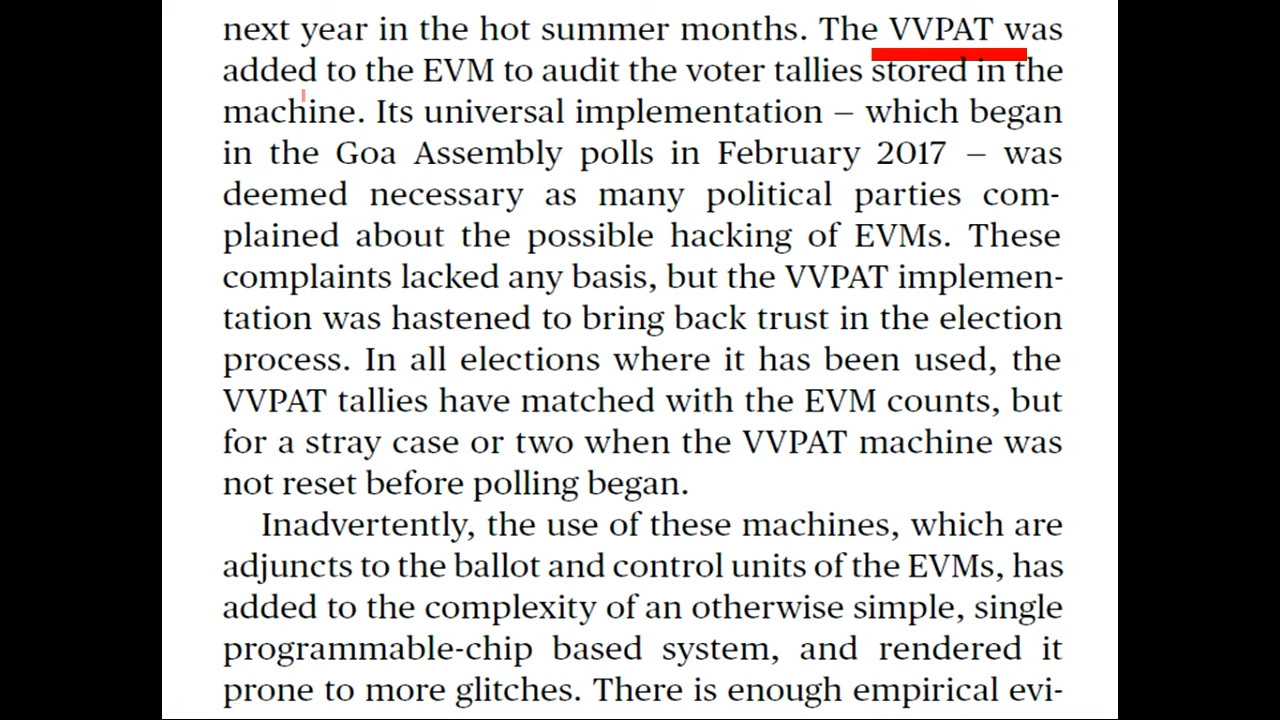 next year in the hot summer months. The VVPAT was
added to the EVM to audit the voter tallies stored in the
machine. Its universal implementation – which began
in the Goa Assembly polls in February 2017 – was
deemed necessary as many political parties com-
plained about the possible hacking of EVMs. These
complaints lacked any basis, but the VVPAT implemen-
tation was hastened to bring back trust in the election
process. In all elections where it has been used, the
VVPAT tallies have matched with the EVM counts, but
for a stray case or two when the VVPAT machine was
not reset before polling began.
Inadvertently, the use of these machines, which are
adjuncts to the ballot and control units of the EVMs, has
added to the complexity of an otherwise simple, single
programmable-chip based system, and rendered it
prone to more glitches. There is enough empirical evi-